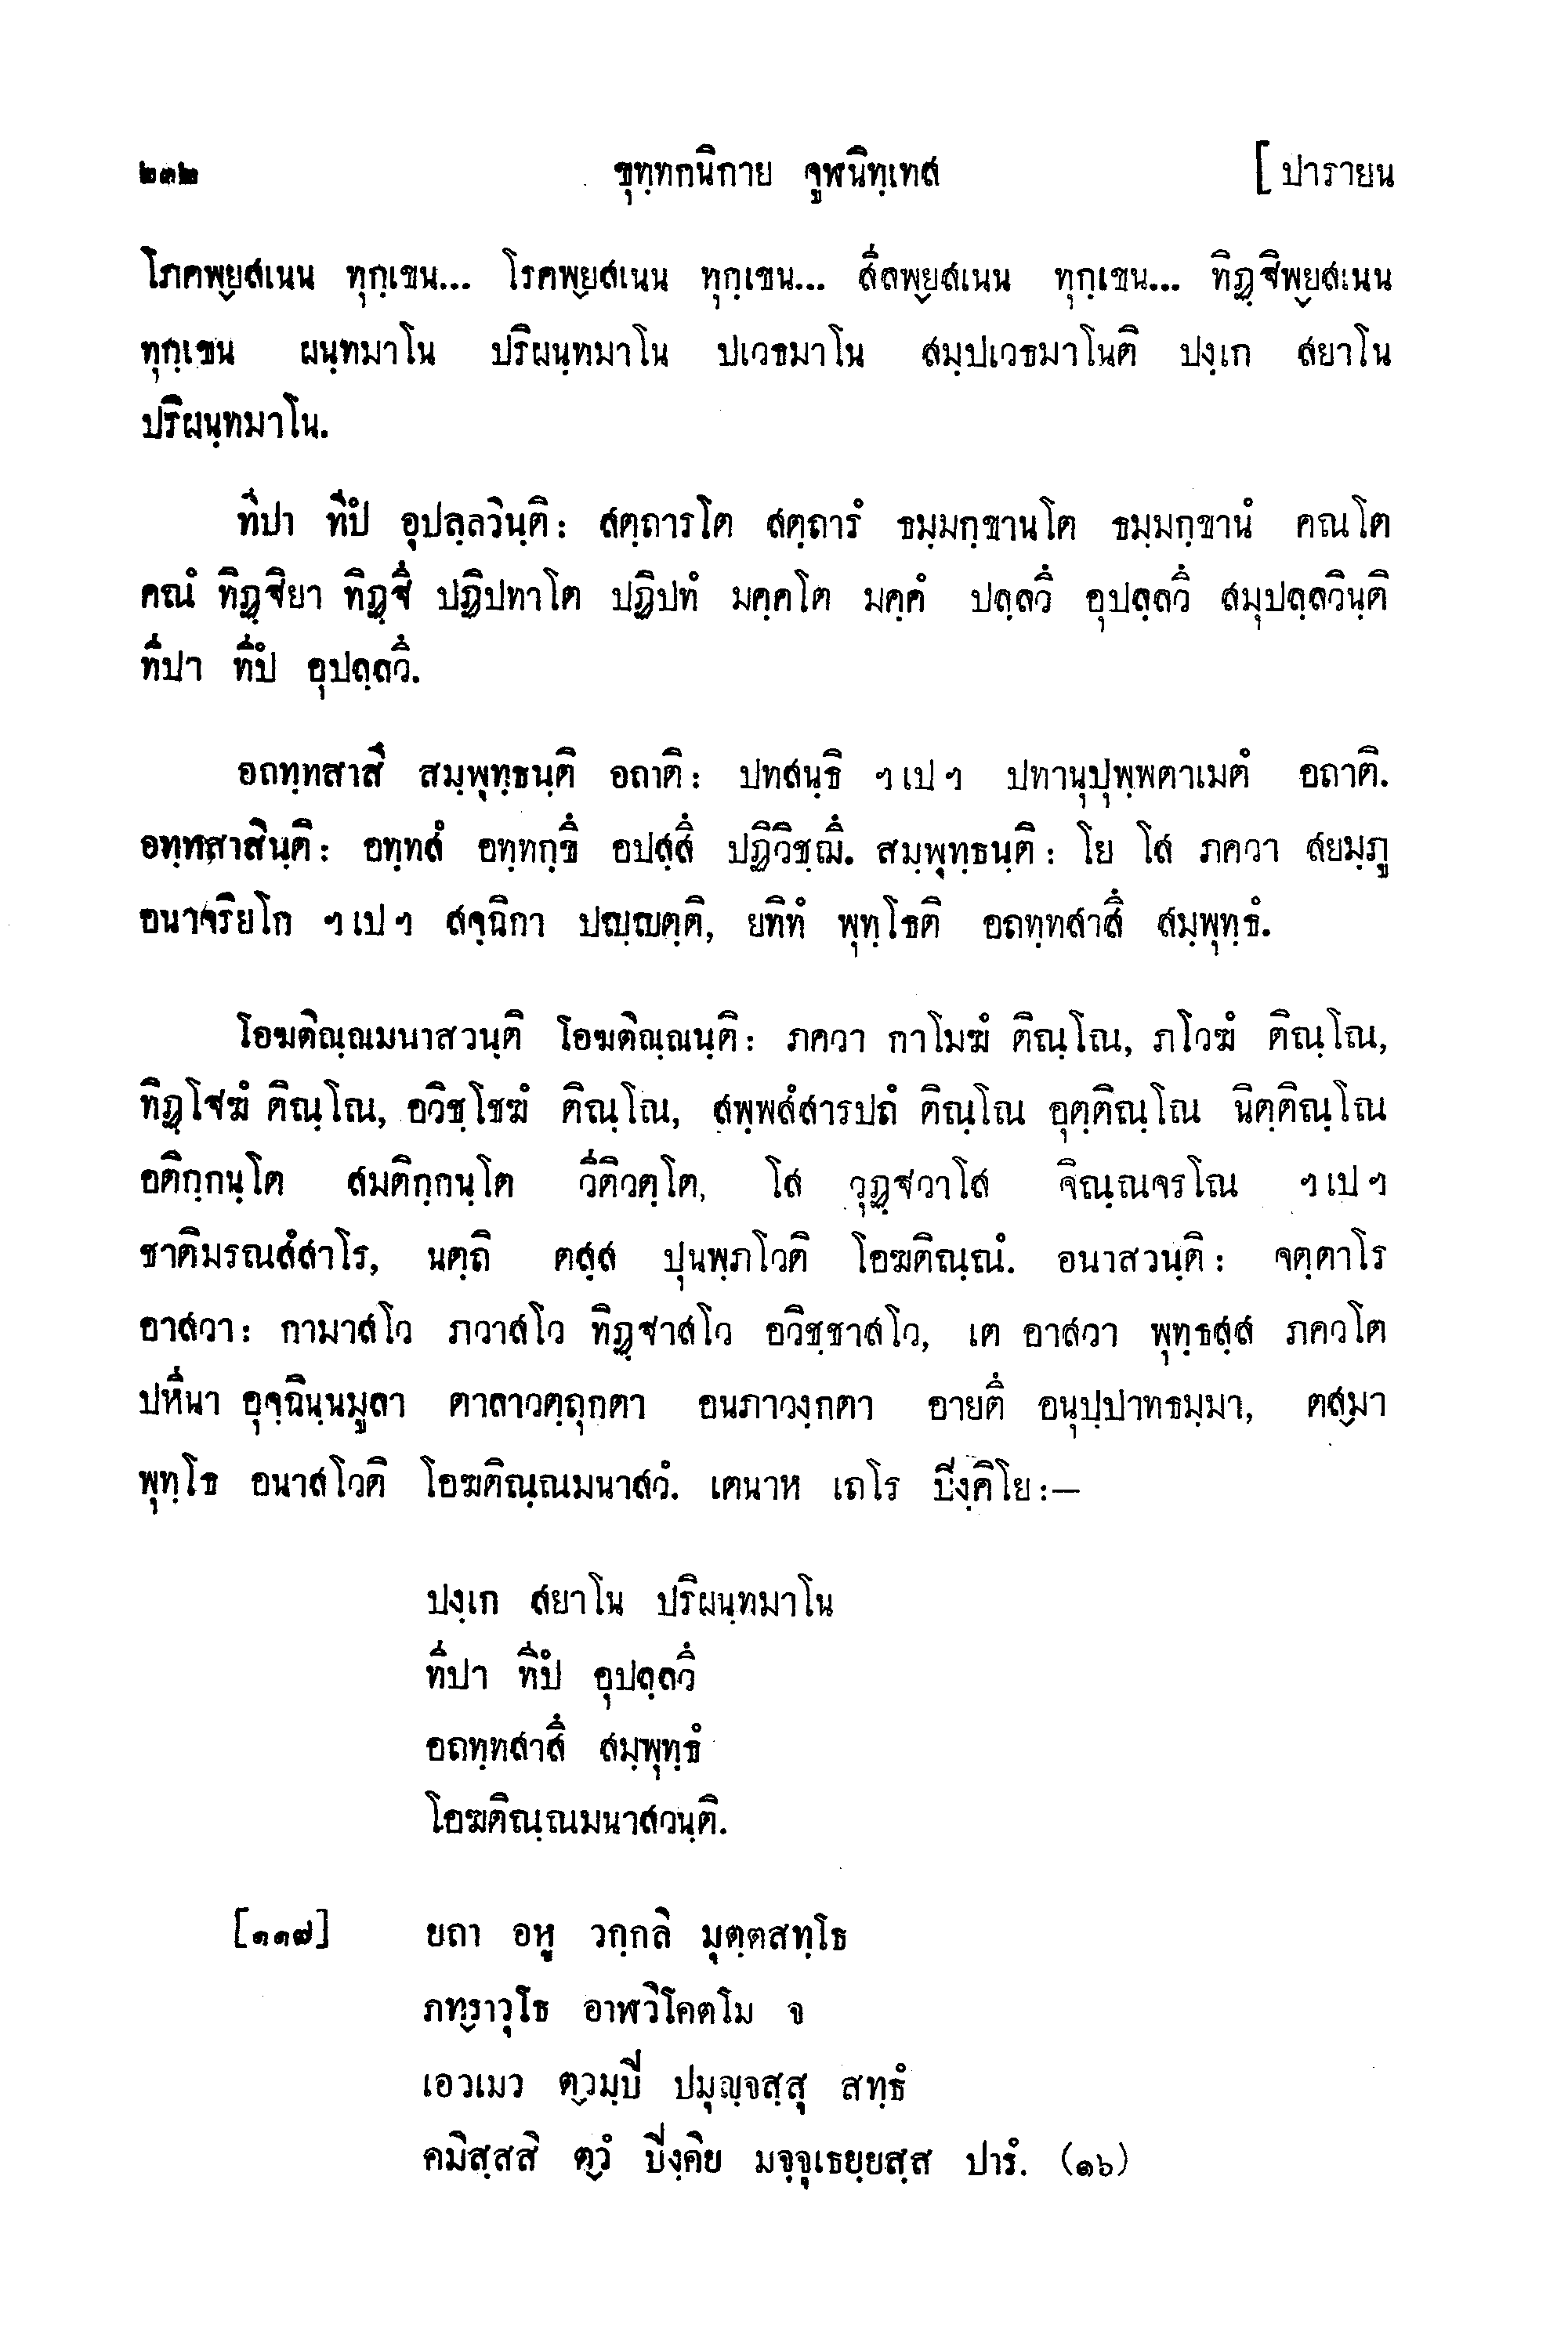 ๒๓๒ ขุทฺทกนิกาย จูฬนิทฺเทส [ ปารายน
โภคพฺยสเนน ทุกฺเขน... โรคพฺยสเนน ทุกฺเขน... สีลพฺยสเนน ทุกฺเขน... ทิฏฺฐิพฺยสเนน
ทุกฺเขน ผนฺทมาโน ปริผนฺทมาโน ปเวธมาโน สมฺปเวธมาโนติ ปงฺเก สยาโน
ปริผนฺทมาโน.
ทีปา ทีปํ อุปลฺลวินฺติ: สตฺถารโต สตฺถารํ ธมฺมกฺขานโต ธมฺมกฺขานํ คณโต
คณํ ทิฏฺฐิยา ทิฏฺฐึ ปฏิปทาโต ปฏิปทํ มคฺคโต มคฺคํ ปลฺลวึ อุปลฺลวึ สมุปลฺลวินฺติ
ทีปา ทีปํ อุปลฺลวึ.
อถทฺทสาสึ สมฺพุทฺธนฺติ อถาติ: ปทสนฺธิ ฯเปฯ ปทานุปุพฺพตาเมตํ อถาติ.
อทฺทสาสินฺติ: อทฺทสํ อทฺทกฺขึ อปสฺสึ ปฏิวิชฺฌึ. สมฺพุทฺธนฺติ: โย โส ภควา สยมฺภู
อนาจริยโก ฯเปฯ สจฺฉิกา ปญฺญตฺติ, ยทิทํ พุทฺโธติ อถทฺทสาสึ สมฺพุทฺธํ.
โอฆติณฺณมนาสวนฺติ โอฆติณฺณนฺติ: ภควา กาโมฆํ ติณฺโณ, ภโวฆํ ติณฺโณ,
ทิฏฺโฐฆํ ติณฺโณ, อวิชฺโชฆํ ติณฺโณ, สพฺพสํสารปถํ ติณฺโณ อุตฺติณฺโณ นิตฺติณฺโณ
อติกฺกนฺโต สมติกฺกนฺโต วีติวตฺโต, โส วุฏฺฐวาโส จิณฺณจรโณ ฯเปฯ
ชาติมรณสํสาโร, นตฺถิ ตสฺส ปุนพฺภโวติ โอฆติณฺณํ. อนาสวนฺติ: จตฺตาโร
อาสวา: กามาสโว ภวาสโว ทิฏฺฐาสโว อวิชฺชาสโว, เต อาสวา พุทฺธสฺส ภควโต
ปหีนา อุจฺฉินฺนมูลา ตาลาวตฺถุกตา อนภาวงฺกตา อายตึ อนุปฺปาทธมฺมา, ตสฺมา
พุทฺโธ อนาสโวติ โอฆติณฺณมนาสวํ. เตนาห เถโร ปิงฺคิโย:—
ปงฺเก สยาโน ปริผนฺทมาโน
ทีปา ทีปํ อุปลฺลวึ
อถทฺทสาสึ สมฺพุทฺธํ
โอฆติณฺณมนาสวนฺติ.
[๑๑๗] ยถา อหู วกฺกลิ มุตฺตสทฺโธ
ภทฺราวุโธ อาฬวิโคตโม จ
เอวเมว ตฺวมฺปิ ปมุญฺจสฺสุ สทฺธํ
คมิสฺสสิ ตฺวํ ปิงฺคิย มจฺจุเธยฺยสฺส ปารํ. (๑๖)